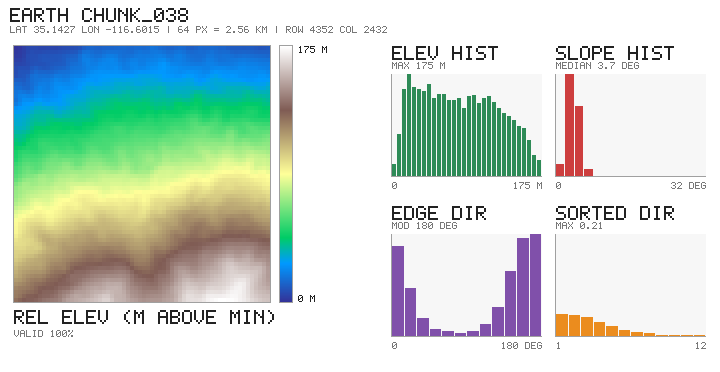 EARTH CHUNK_038
LAT 35.1427 LON -116.6015 | 64 PX = 2.56 KM | ROW 4352 COL 2432
175 M
0 M
REL ELEV (M ABOVE MIN)
VALID 100%
ELEV HIST
MAX 175 M
0 175 M
SLOPE HIST
MEDIAN 3.7 DEG
0 32 DEG
EDGE DIR
MOD 180 DEG
0 180 DEG
SORTED DIR
MAX 0.21
1 12